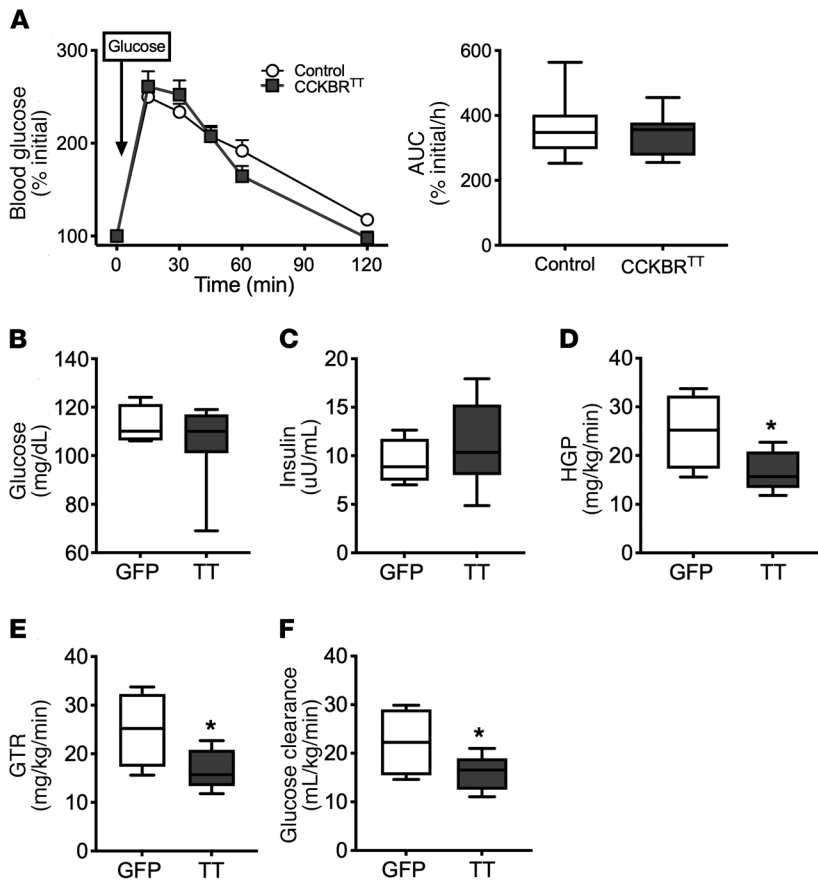 A
Glucose
300
200
100
Blood glucose
(% initial)
0 30 60 90 120
Time (min)
Control
CCKBRTT
600
400
200
0
AUC
(% initial/h)
Control CCKBRTT
B
140
120
100
80
60
Glucose
(mg/dL)
GFP TT
C
20
15
10
5
0
Insulin
(uU/mL)
GFP TT
D
40
30
20
10
0
HGP
(mg/kg/min)
*
GFP TT
E
40
30
20
10
0
GTR
(mg/kg/min)
*
GFP TT
F
40
30
20
10
0
Glucose clearance
(mL/kg/min)
*
GFP TT